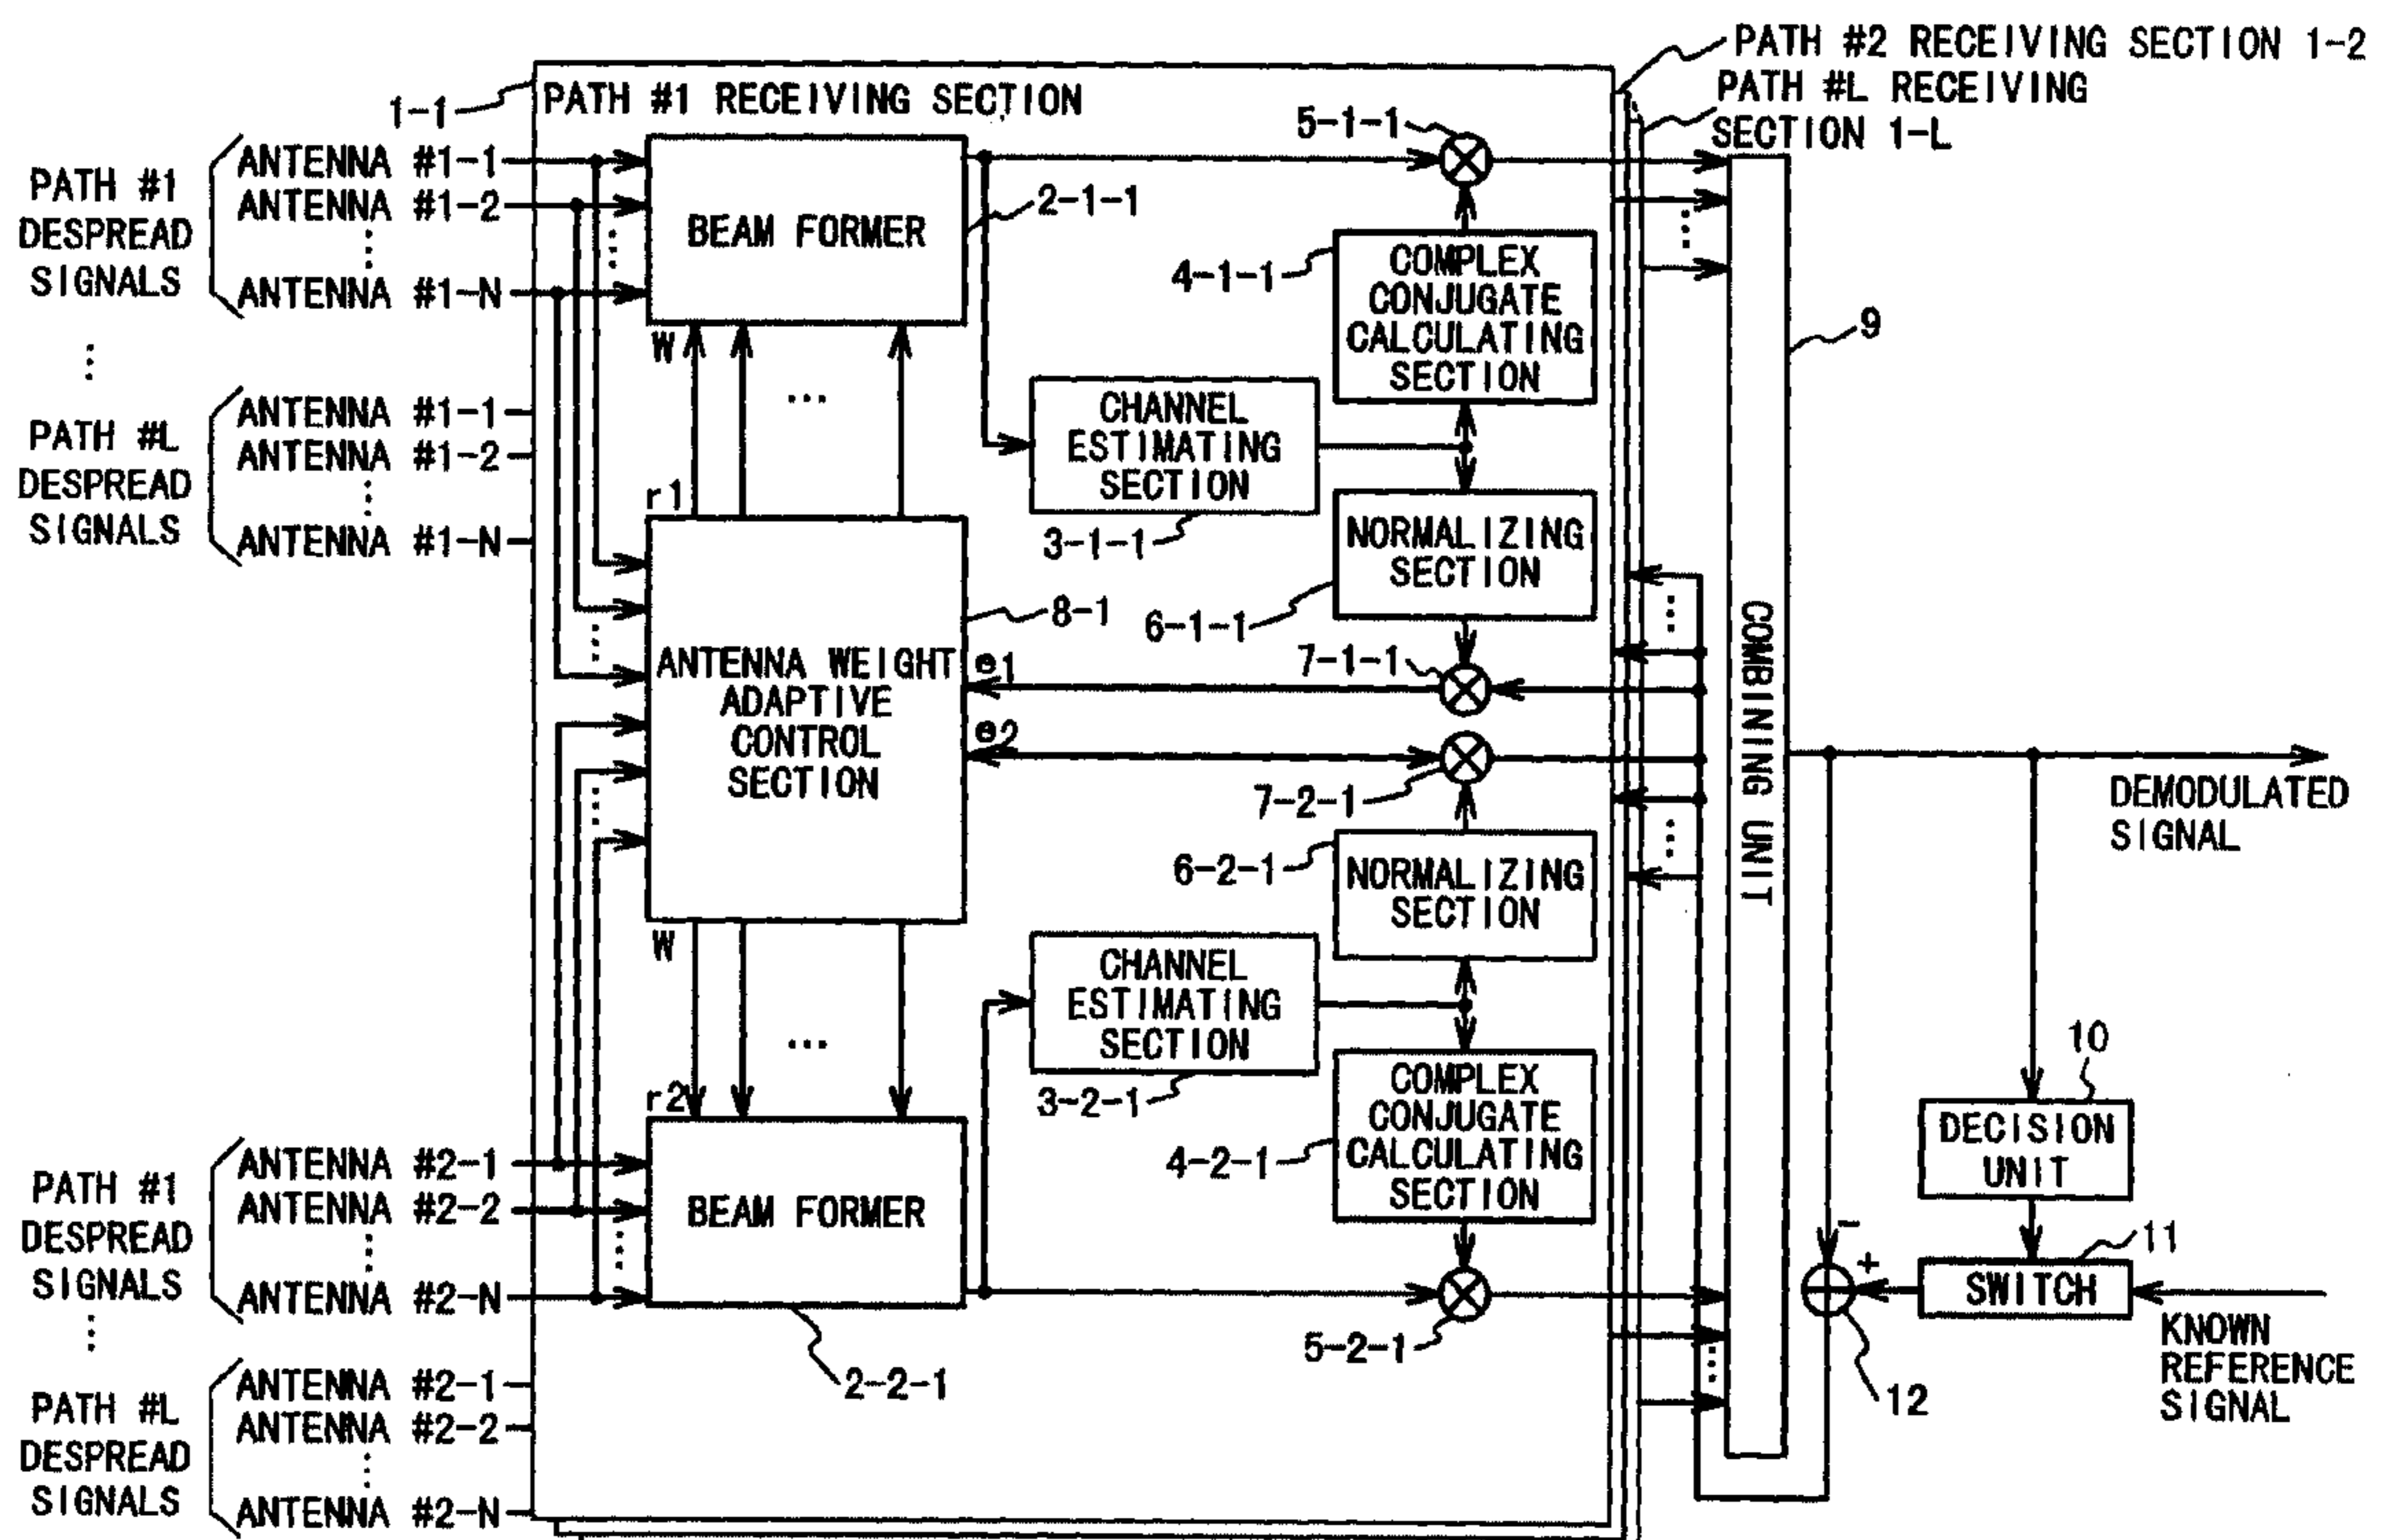 PATH #2 RECEIVING SECTION 1-2
PATH #L RECEIVING
SECTION 1-L
1-1
PATH #1 RECEIVING SECTION
PATH #1
DESPREAD
SIGNALS
ANTENNA #1-1
ANTENNA #1-2
ANTENNA #1-N
BEAM FORMER
2-1-1
W
5-1-1
4-1-1
COMPLEX
CONJUGATE
CALCULATING
SECTION
9
PATH #L
DESPREAD
SIGNALS
ANTENNA #1-1
ANTENNA #1-2
ANTENNA #1-N
CHANNEL
ESTIMATING
SECTION
3-1-1
r1
NORMALIZING
SECTION
6-1-1
8-1
ANTENNA WEIGHT
ADAPTIVE
CONTROL
SECTION
e1
e2
7-1-1
7-2-1
COMBINING UNIT
DEMODULATED
SIGNAL
6-2-1
NORMALIZING
SECTION
W
CHANNEL
ESTIMATING
SECTION
3-2-1
r2
COMPLEX
CONJUGATE
CALCULATING
SECTION
4-2-1
10
DECISION
UNIT
PATH #1
DESPREAD
SIGNALS
ANTENNA #2-1
ANTENNA #2-2
ANTENNA #2-N
BEAM FORMER
2-2-1
5-2-1
-
+
11
SWITCH
12
KNOWN
REFERENCE
SIGNAL
PATH #L
DESPREAD
SIGNALS
ANTENNA #2-1
ANTENNA #2-2
ANTENNA #2-N